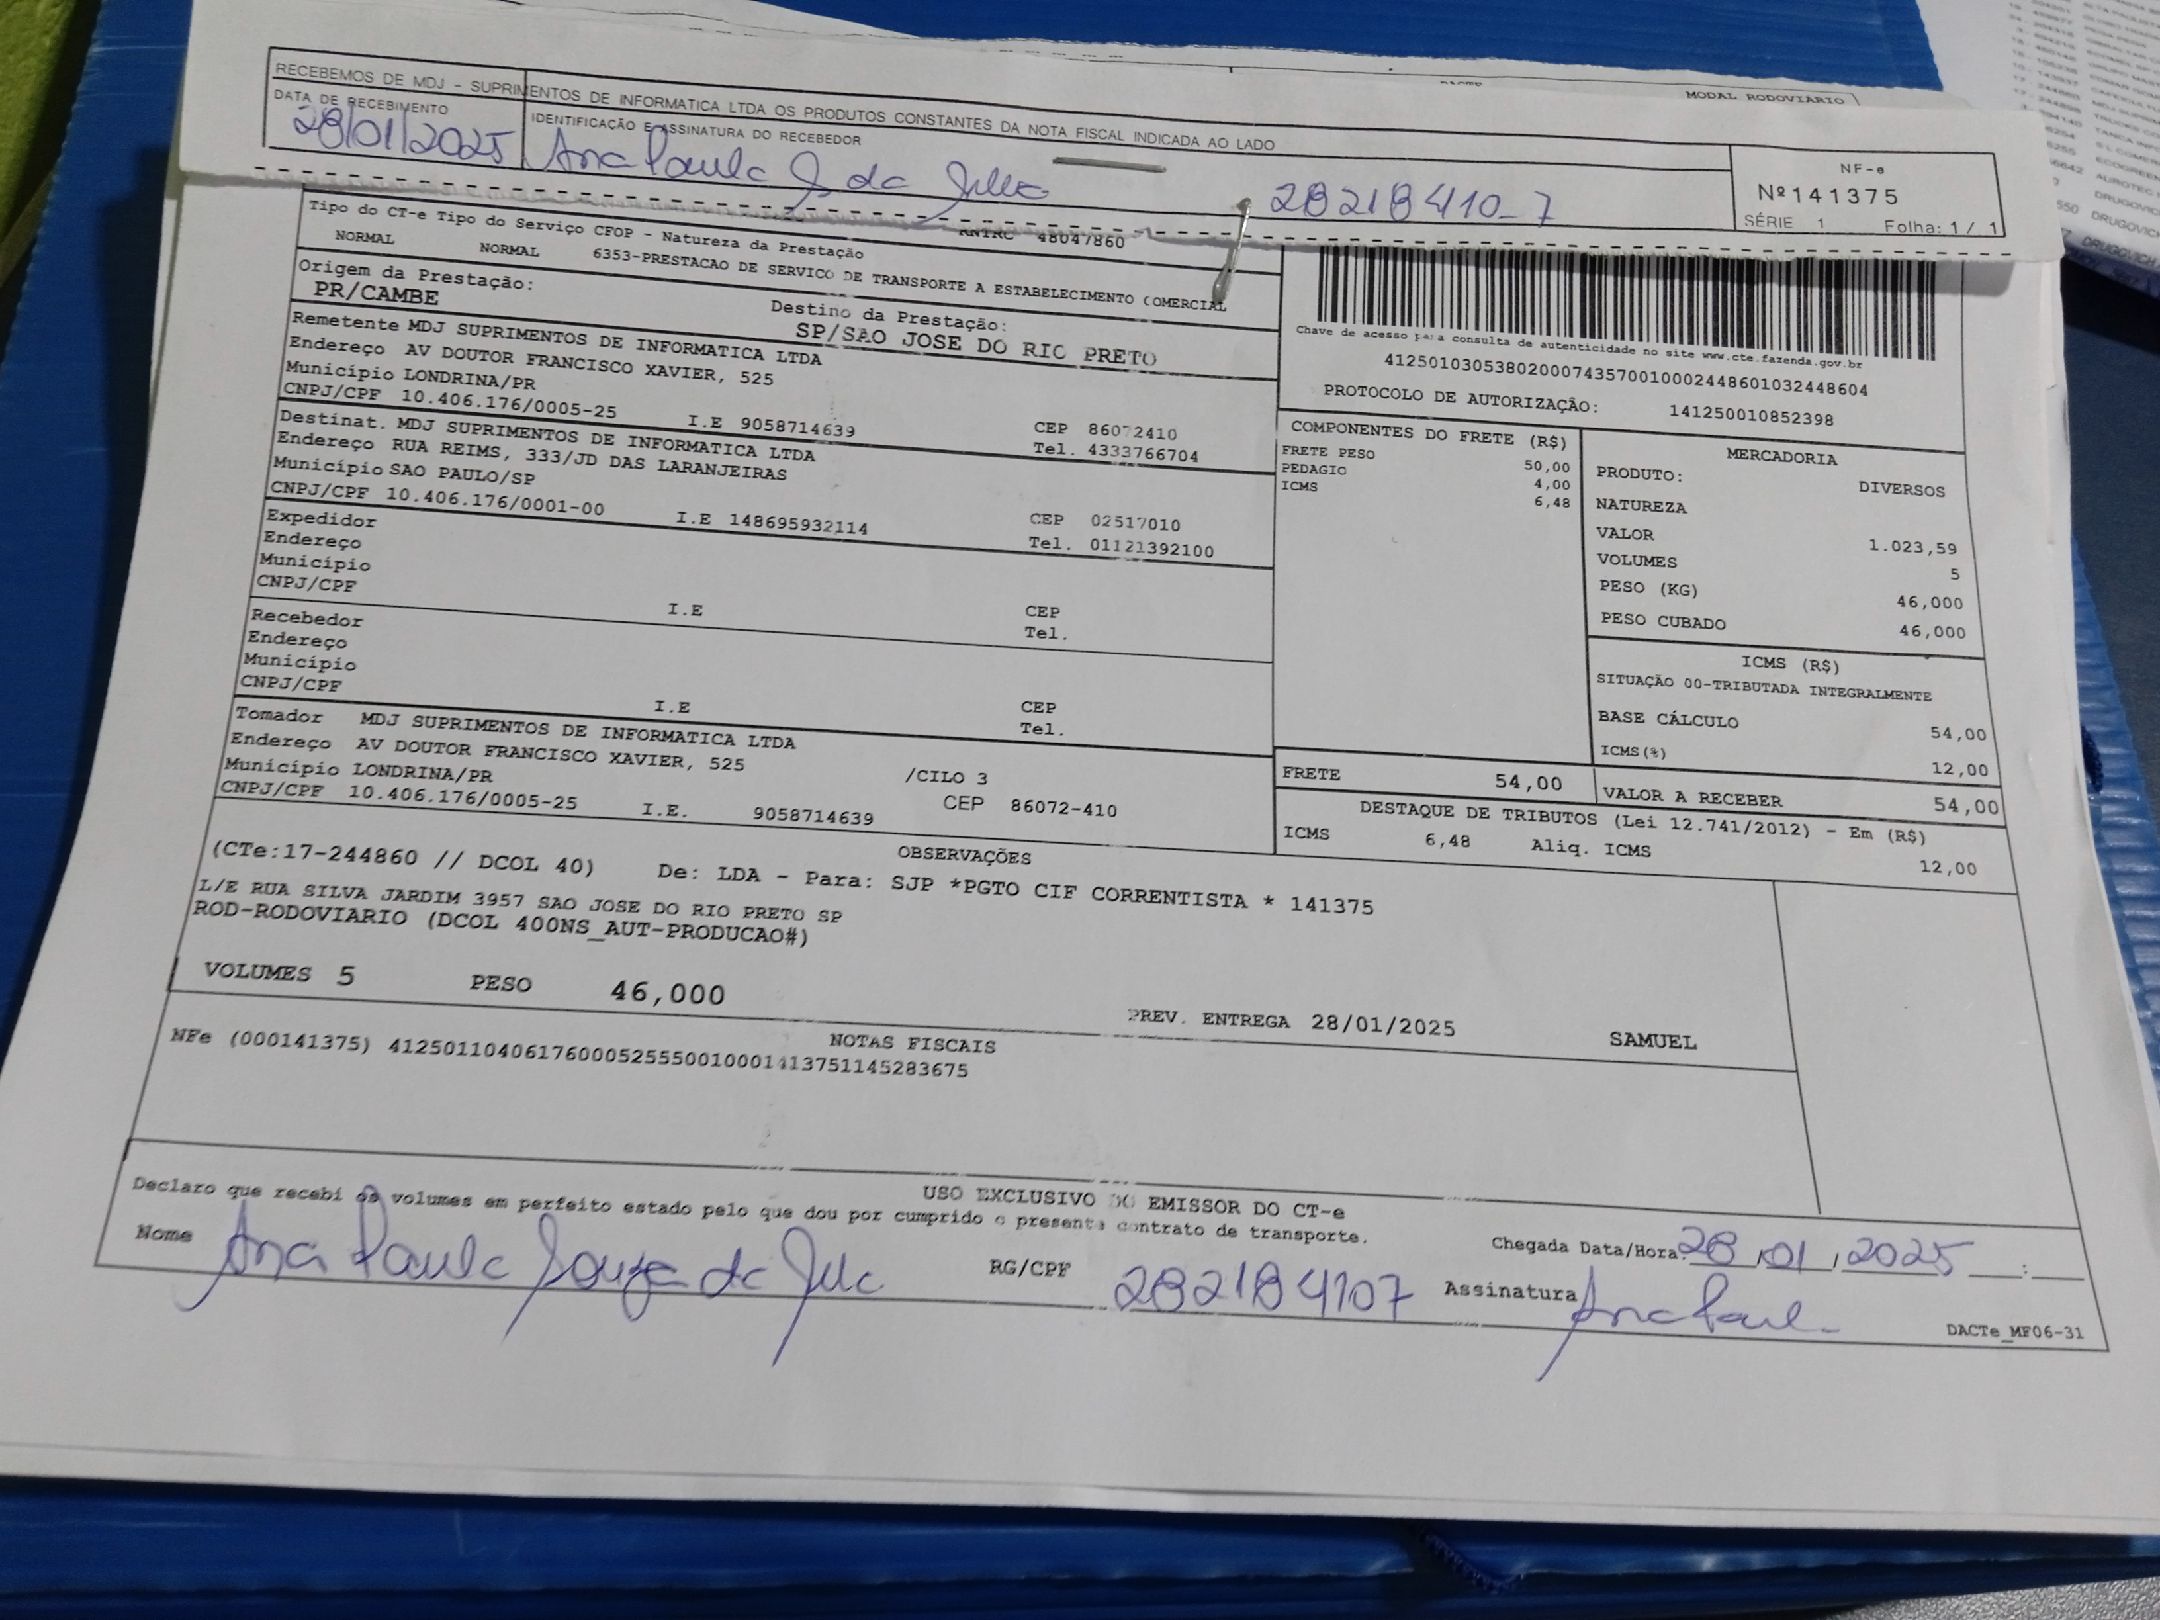 MODAL RODOVIARIO
RECEBEMOS DE MDJ - SUPRIMENTOS DE INFORMATICA LTDA OS PRODUTOS CONSTANTES DA NOTA FISCAL INDICADA AO LADO
DATA DE RECEBIMENTO
IDENTIFICAÇÃO E ASSINATURA DO RECEBEDOR
28/01/2025 Ana Paula S da Silva 28218410-7
NF-e
Nº141375
SÉRIE 1 Folha: 1 / 1
RNTRC 48047860
Tipo do CT-e Tipo do Serviço CFOP - Natureza da Prestação
NORMAL NORMAL 6353-PRESTACAO DE SERVICO DE TRANSPORTE A ESTABELECIMENTO COMERCIAL
Origem da Prestação:
PR/CAMBE
Destino da Prestação:
SP/SAO JOSE DO RIO PRETO
Remetente MDJ SUPRIMENTOS DE INFORMATICA LTDA
Endereço AV DOUTOR FRANCISCO XAVIER, 525
Município LONDRINA/PR CEP 86072410
CNPJ/CPF 10.406.176/0005-25 I.E 9058714639 Tel. 4333766704
Destinat. MDJ SUPRIMENTOS DE INFORMATICA LTDA
Endereço RUA REIMS, 333/JD DAS LARANJEIRAS
Município SAO PAULO/SP CEP 02517010
CNPJ/CPF 10.406.176/0001-00 I.E 148695932114 Tel. 01121392100
Expedidor
Endereço
Município CEP
CNPJ/CPF I.E Tel.
Recebedor
Endereço
Município CEP
CNPJ/CPF I.E Tel.
Tomador MDJ SUPRIMENTOS DE INFORMATICA LTDA
Endereço AV DOUTOR FRANCISCO XAVIER, 525 /CILO 3
Município LONDRINA/PR CEP 86072-410
CNPJ/CPF 10.406.176/0005-25 I.E. 9058714639
Chave de acesso para consulta de autenticidade no site www.cte.fazenda.gov.br
41250103053802000743570010002448601032448604
PROTOCOLO DE AUTORIZAÇÃO: 141250010852398
COMPONENTES DO FRETE (R$)
FRETE PESO 50,00
PEDAGIO 4,00
ICMS 6,48
MERCADORIA
PRODUTO: DIVERSOS
NATUREZA
VALOR 1.023,59
VOLUMES 5
PESO (KG) 46,000
PESO CUBADO 46,000
ICMS (R$)
SITUAÇÃO 00-TRIBUTADA INTEGRALMENTE
BASE CÁLCULO 54,00
ICMS(%) 12,00
FRETE 54,00 VALOR A RECEBER 54,00
DESTAQUE DE TRIBUTOS (Lei 12.741/2012) - Em (R$)
ICMS 6,48 Aliq. ICMS 12,00
OBSERVAÇÕES
(CTe:17-244860 // DCOL 40) De: LDA - Para: SJP *PGTO CIF CORRENTISTA * 141375
L/E RUA SILVA JARDIM 3957 SAO JOSE DO RIO PRETO SP
ROD-RODOVIARIO (DCOL 400NS_AUT-PRODUCAO#)
VOLUMES 5 PESO 46,000 PREV. ENTREGA 28/01/2025 SAMUEL
NOTAS FISCAIS
NFe (000141375) 41250110406176000525550010001413751145283675
USO EXCLUSIVO DO EMISSOR DO CT-e
Declaro que recebi os volumes em perfeito estado pelo que dou por cumprido o presente contrato de transporte.
Nome Ana Paula Souza da Silva RG/CPF 282184107
Chegada Data/Hora: 28/01/2025 __:__
Assinatura Ana Paul
DACTe_MF06-31